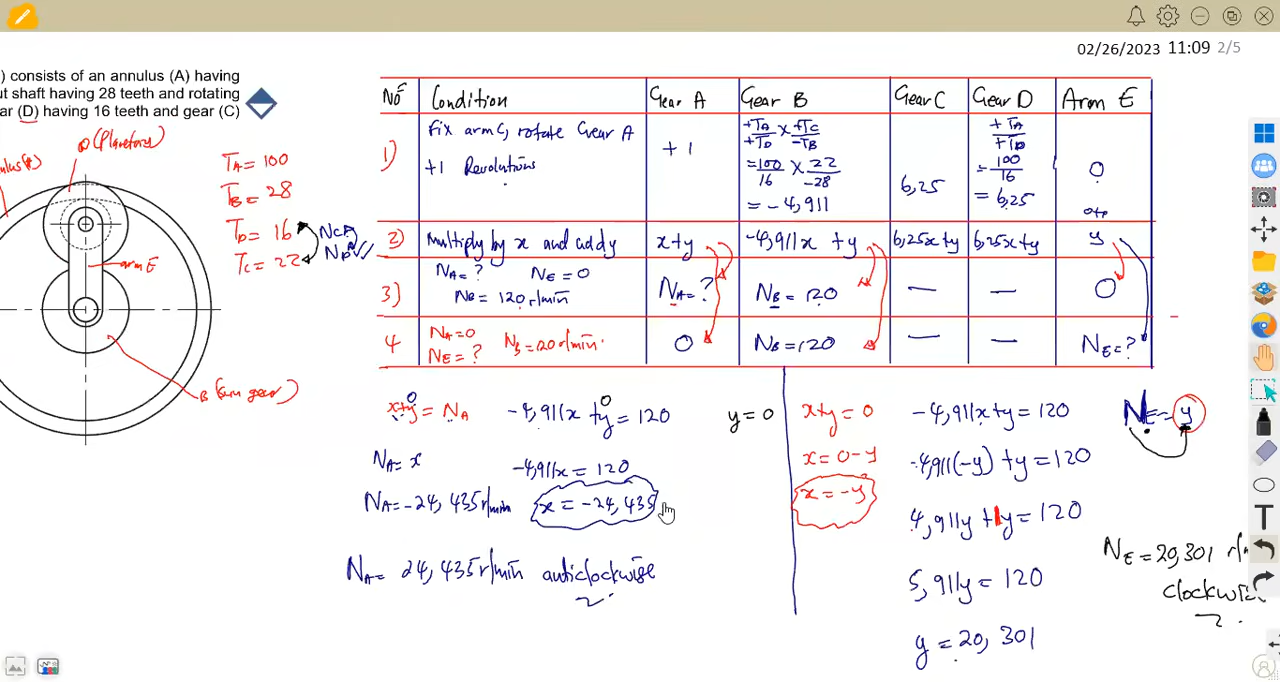 02/26/2023 11:09 2/5
) consists of an annulus (A) having
ut shaft having 28 teeth and rotating
ar (D) having 16 teeth and gear (C)
D (Planetary)
TA = 100
TB = 28
TD = 16
TC = 22
arm E
B (sun gear)
No Condition Gear A Gear B Gear C Gear D Arm E
1) Fix arm C, rotate Gear A
+1 Revolutions
+1
+TA/+TD × +TC/-TB
= 100/16 × 22/-28
= -4,911
6,25
+TA/+TD
= 100/16
= 6,25
0
2) Multiply by x and add y x+y -4,911x + y 6,25x+y 6,25x+y y
3) NA = ? NE = 0
NB = 120 r/min
NA = ? NB = 120 — — 0
4 NA = 0 NB = 20 r/min.
NE = ?
0 NB = 120 — — NE = ?
x+y = NA -4,911x + y = 120 y = 0
0 0
NA = x -4,911x = 120
NA = -24,435 r/min x = -24,435
NA = 24,435 r/min anticlockwise
x+y = 0 -4,911x + y = 120 NE = y
x = 0 - y -4,911(-y) + y = 120
x = -y 4,911y + 1y = 120
5,911y = 120
y = 20,301
NE = 20,301 r/m
clockwise
T